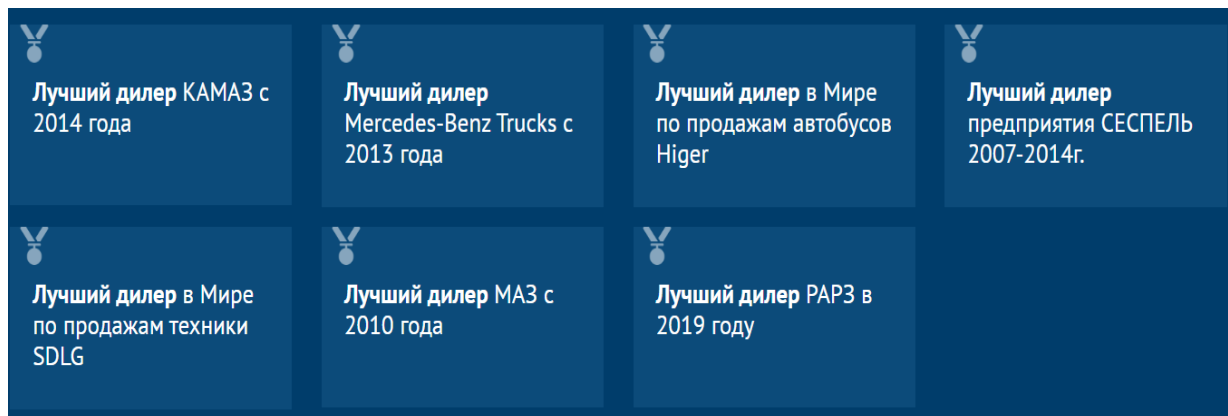 Лучший дилер КАМАЗ с
2014 года
Лучший дилер
Mercedes-Benz Trucks с
2013 года
Лучший дилер в Мире
по продажам автобусов
Higer
Лучший дилер
предприятия СЕСПЕЛЬ
2007-2014г.
Лучший дилер в Мире
по продажам техники
SDLG
Лучший дилер МАЗ с
2010 года
Лучший дилер РАРЗ в
2019 году